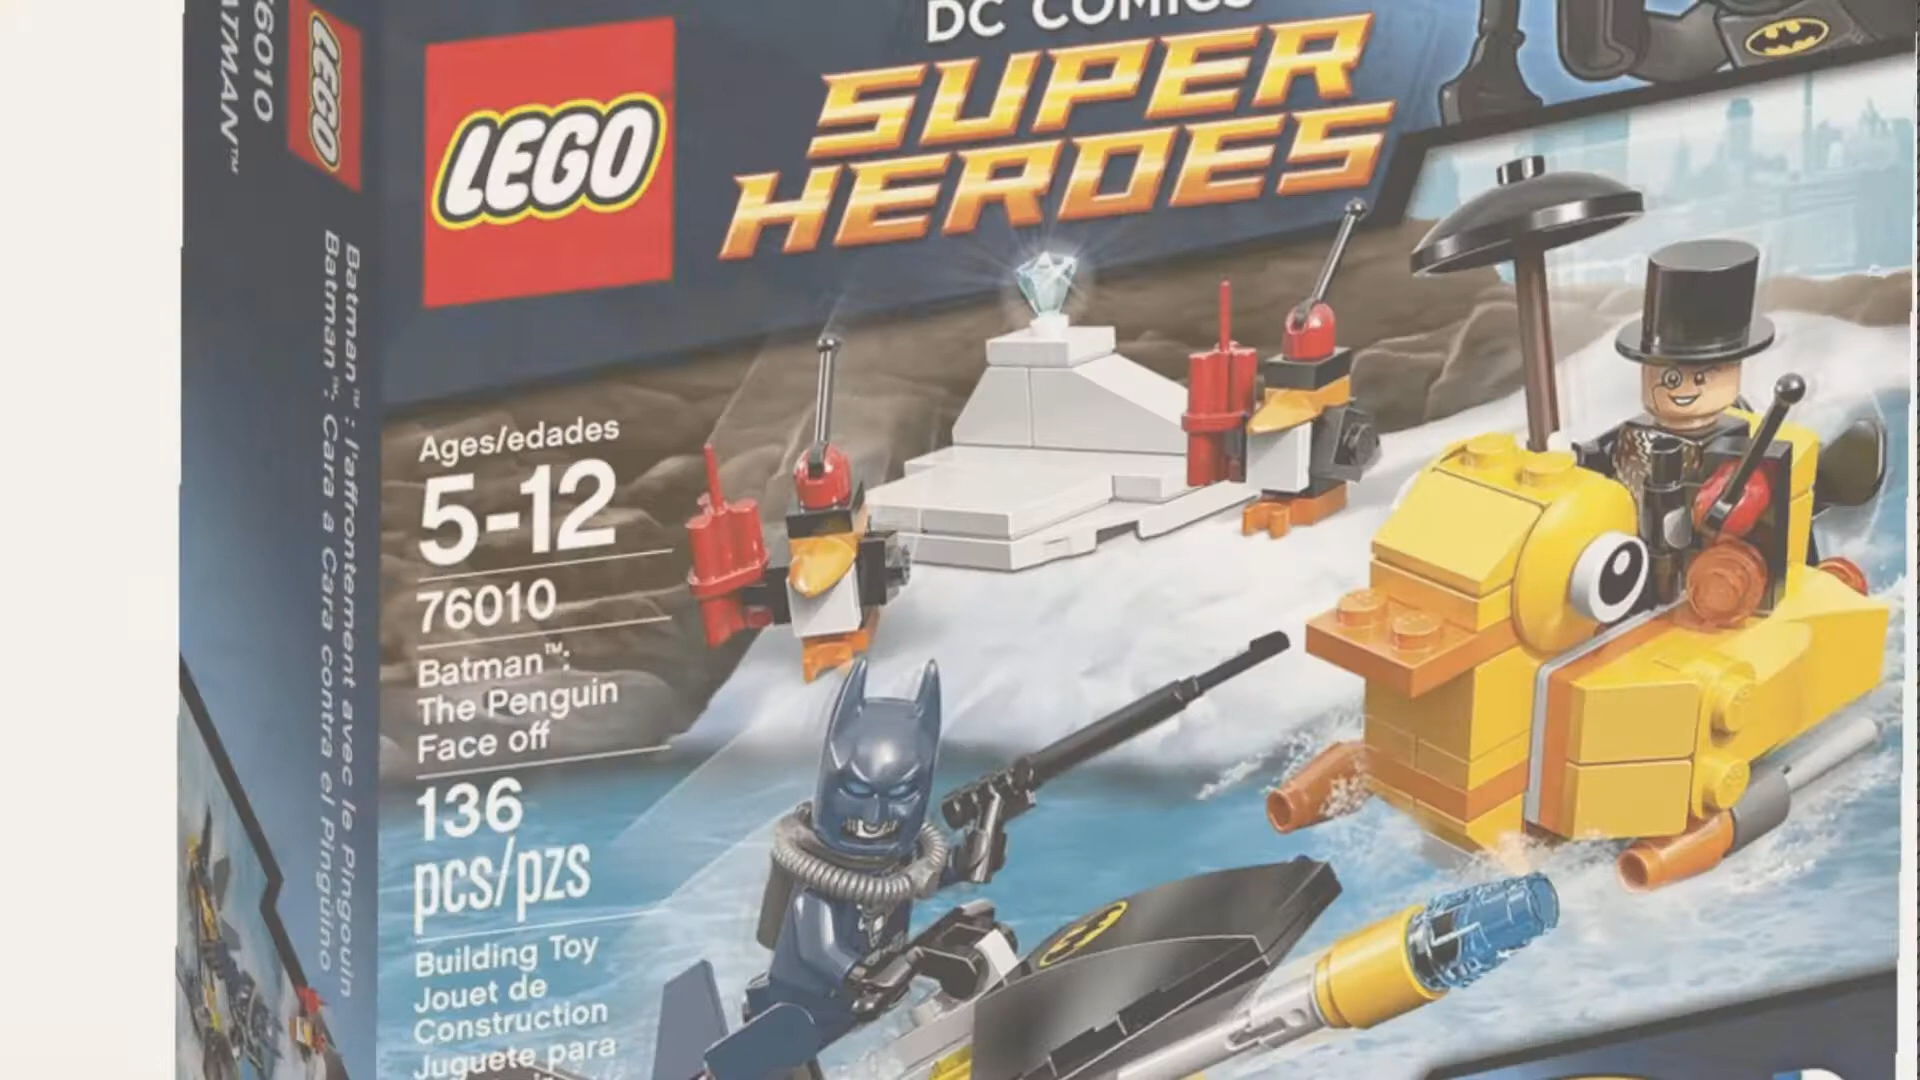 76010
ATMAN™
LEGO
Batman™ : l'affrontement avec le Pingouin
Batman™: Cara a Cara contra el Pingüino
LEGO
DC COMICS
SUPER
HEROES
Ages/edades
5-12
76010
Batman™:
The Penguin
Face off
136
pcs/pzs
Building Toy
Jouet de
Construction
Juguete para